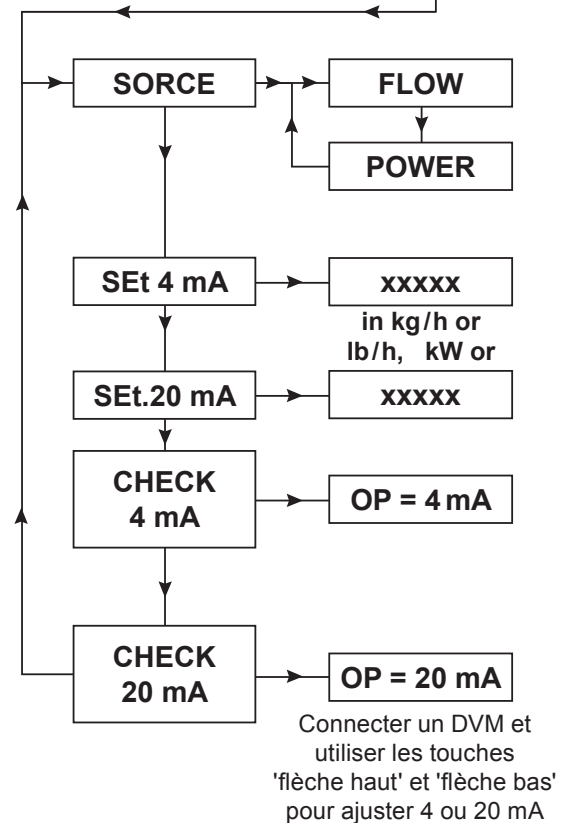 SORCE
FLOW
POWER
SEt 4 mA
xxxxx
in kg/h or
lb/h, kW or
SEt.20 mA
xxxxx
CHECK
4 mA
OP = 4 mA
CHECK
20 mA
OP = 20 mA
Connecter un DVM et
utiliser les touches
'flèche haut' et 'flèche bas'
pour ajuster 4 ou 20 mA